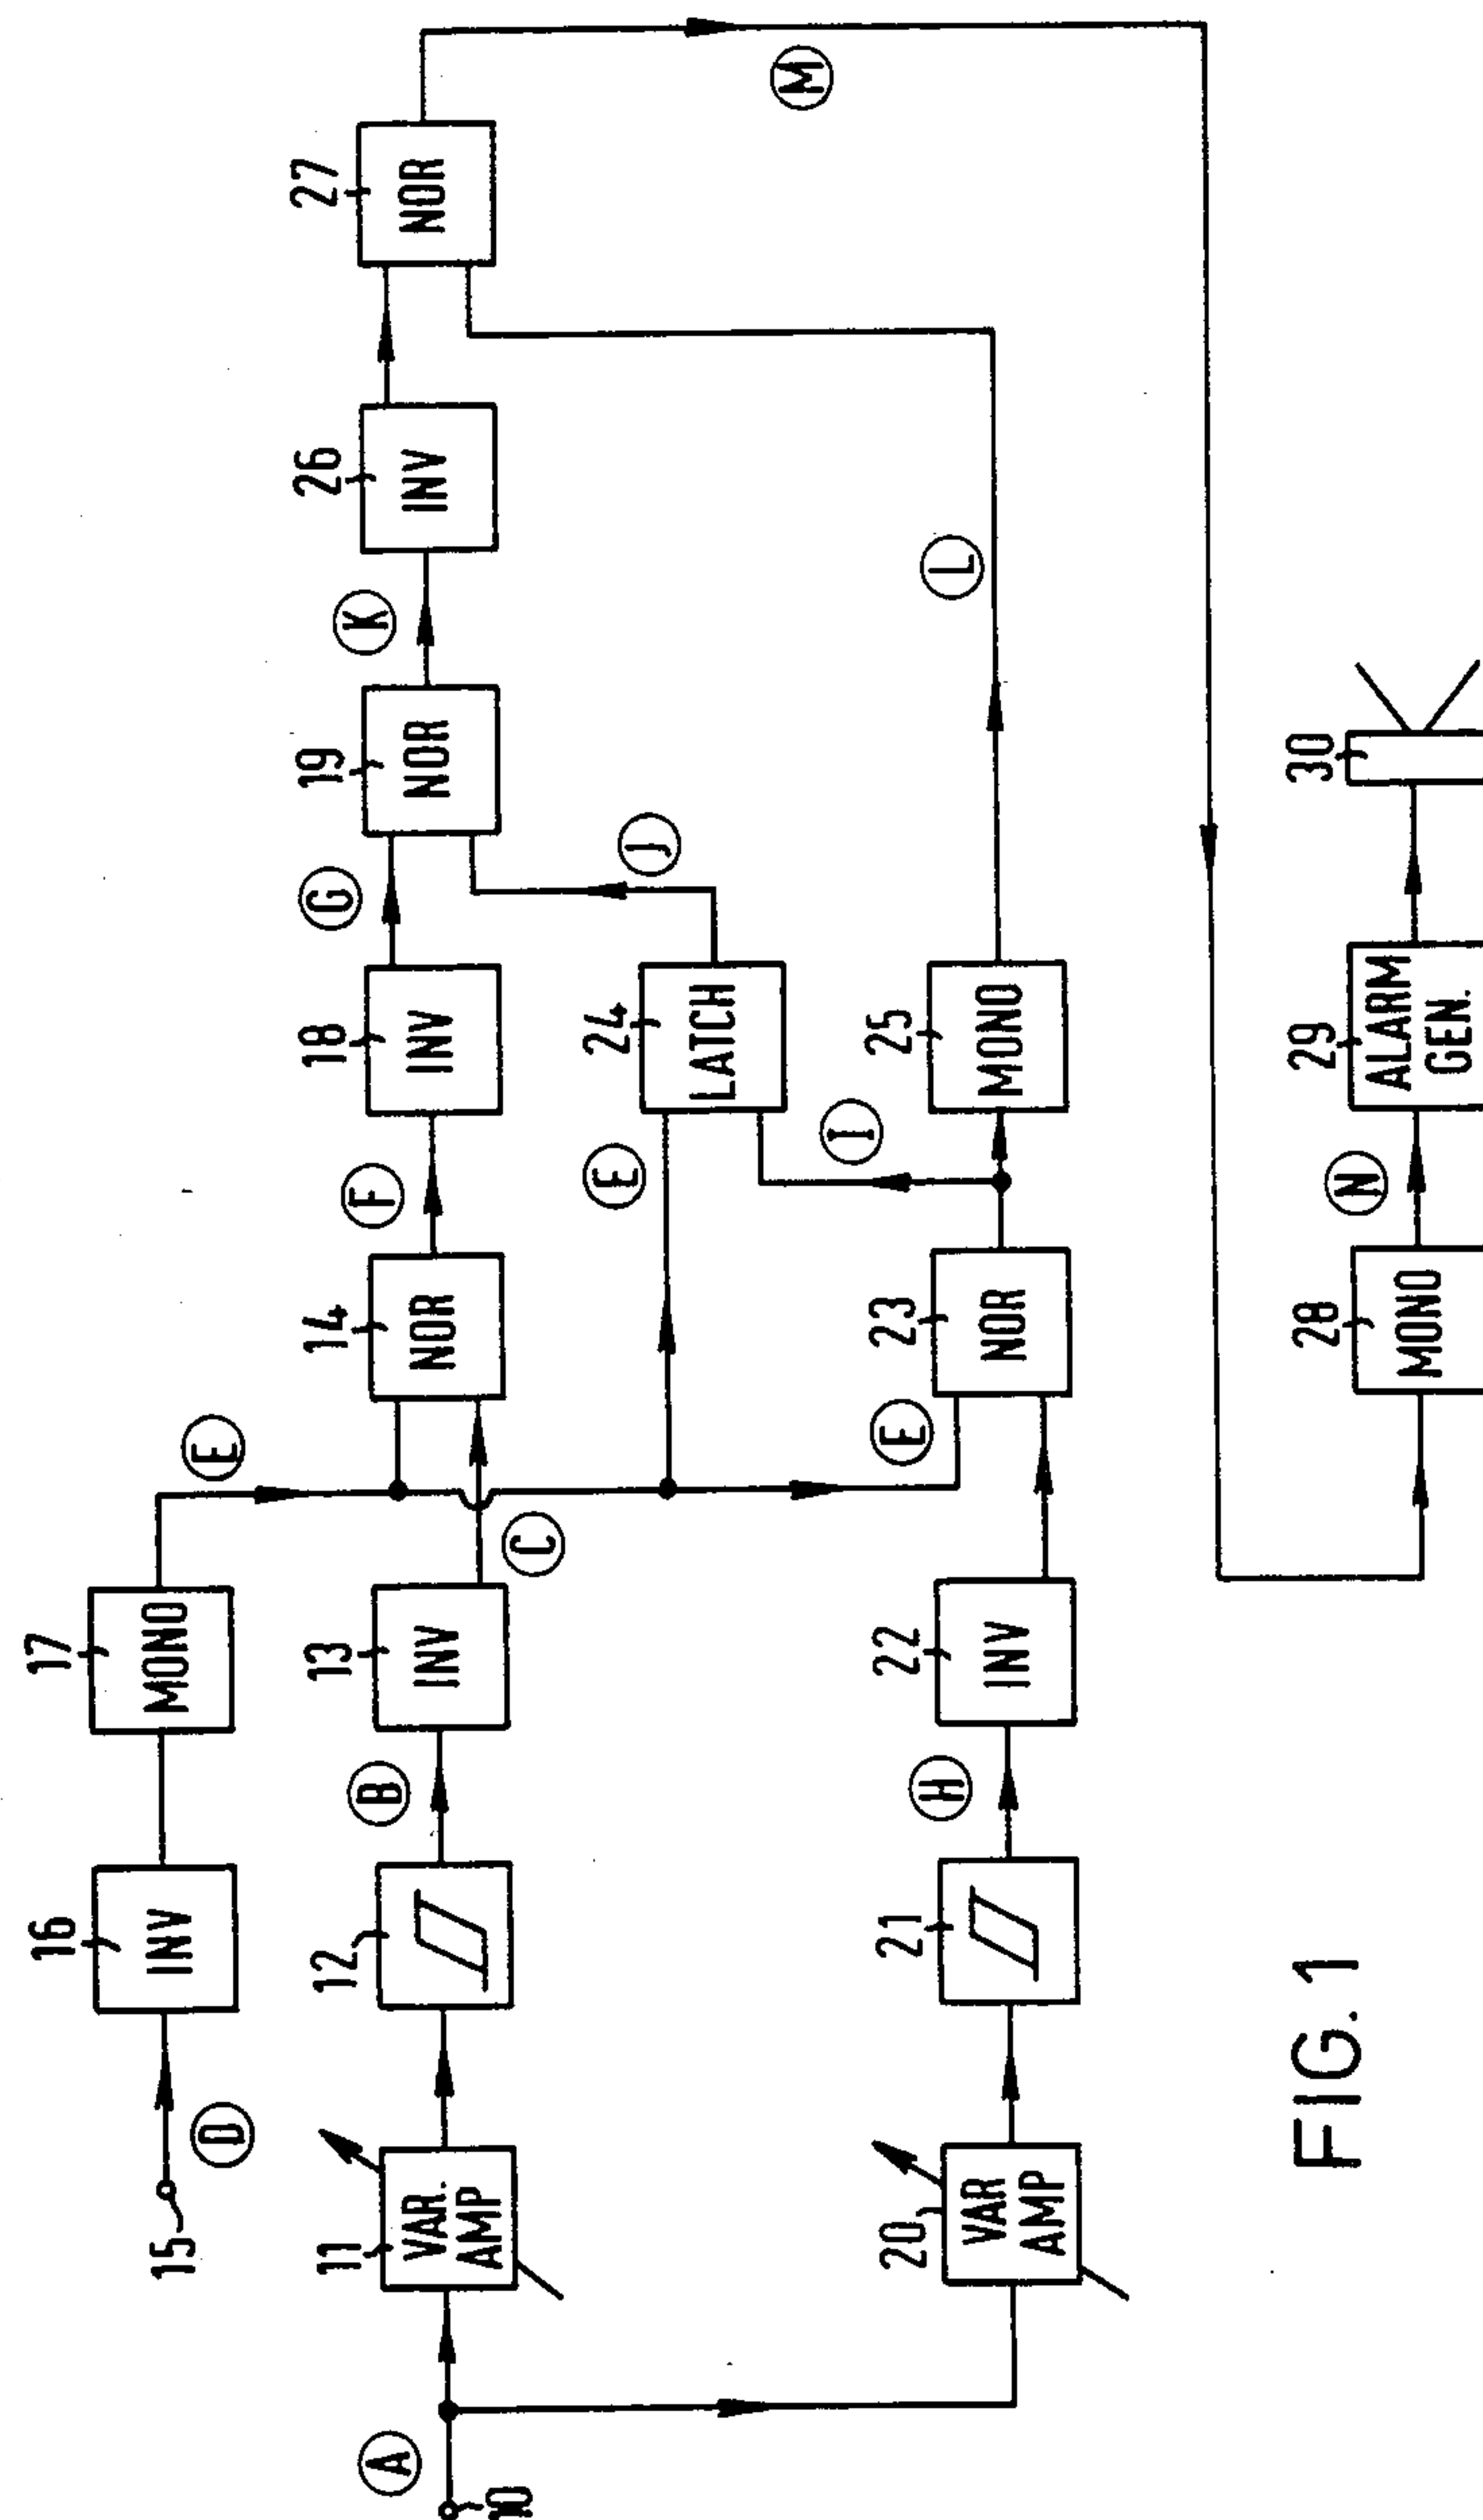 15
D
16
INV
17
MONO
E
10
A
11
VAR.
AMP
12
B
13
INV
C
14
NOR
F
18
INV
G
19
NOR
K
26
INV
27
NOR
M
E
24
LATCH
J
20
VAR
AMP
21
H
22
INV
E
23
NOR
I
25
MONO
L
28
MONO
N
29
ALARM
GEN.
30
FIG. 1